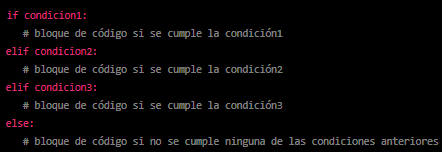 if condicion1:
# bloque de código si se cumple la condición1
elif condicion2:
# bloque de código si se cumple la condición2
elif condicion3:
# bloque de código si se cumple la condición3
else:
# bloque de código si no se cumple ninguna de las condiciones anteriores